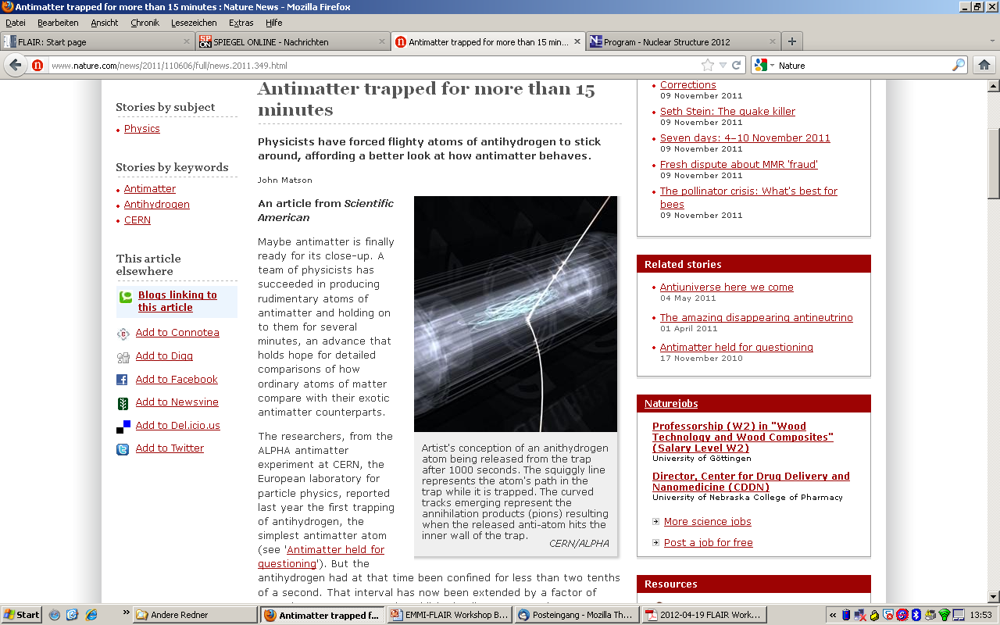 Antimatter trapped for more than 15 minutes : Nature News - Mozilla Firefox
Datei Bearbeiten Ansicht Chronik Lesezeichen Extras Hilfe
FLAIR: Start page
SPIEGEL ONLINE - Nachrichten
Antimatter trapped for more than 15 min...
Program - Nuclear Structure 2012
www.nature.com/news/2011/110606/full/news.2011.349.html
Nature
Stories by subject
Physics
Stories by keywords
Antimatter
Antihydrogen
CERN
This article
elsewhere
Blogs linking to
this article
Add to Connotea
Add to Digg
Add to Facebook
Add to Newsvine
Add to Del.icio.us
Add to Twitter
Antimatter trapped for more than 15
minutes
Physicists have forced flighty atoms of antihydrogen to stick
around, affording a better look at how antimatter behaves.
John Matson
An article from Scientific
American
Maybe antimatter is finally
ready for its close-up. A
team of physicists has
succeeded in producing
rudimentary atoms of
antimatter and holding on
to them for several
minutes, an advance that
holds hope for detailed
comparisons of how
ordinary atoms of matter
compare with their exotic
antimatter counterparts.
The researchers, from the
ALPHA antimatter
experiment at CERN, the
European laboratory for
particle physics, reported
last year the first trapping
of antihydrogen, the
simplest antimatter atom
(see 'Antimatter held for
questioning'). But the
antihydrogen had at that time been confined for less than two tenths
of a second. That interval has now been extended by a factor of
Artist's conception of an anithydrogen
atom being released from the trap
after 1000 seconds. The squiggly line
represents the atom's path in the
trap while it is trapped. The curved
tracks emerging represent the
annihilation products (pions) resulting
when the released anti-atom hits the
inner wall of the trap.
CERN/ALPHA
Corrections
09 November 2011
Seth Stein: The quake killer
09 November 2011
Seven days: 4–10 November 2011
09 November 2011
Fresh dispute about MMR 'fraud'
09 November 2011
The pollinator crisis: What's best for
bees
09 November 2011
Related stories
Antiuniverse here we come
04 May 2011
The amazing disappearing antineutrino
01 April 2011
Antimatter held for questioning
17 November 2010
Naturejobs
Professorship (W2) in "Wood
Technology and Wood Composites"
(Salary Level W2)
University of Göttingen
Director, Center for Drug Delivery and
Nanomedicine (CDDN)
University of Nebraska College of Pharmacy
More science jobs
Post a job for free
Resources
Start
Andere Redner
Antimatter trapped f...
EMMI-FLAIR Workshop B...
Posteingang - Mozilla Th...
2012-04-19 FLAIR Work...
13:53